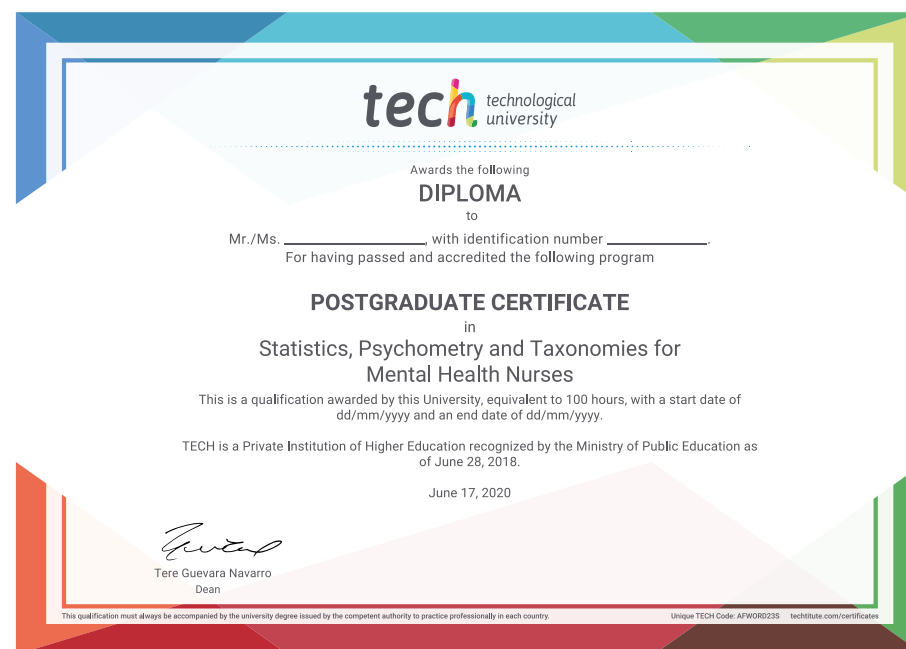 tech technological
university
Awards the following
DIPLOMA
to
Mr./Ms. ____________________, with identification number ______________.
For having passed and accredited the following program
POSTGRADUATE CERTIFICATE
in
Statistics, Psychometry and Taxonomies for
Mental Health Nurses
This is a qualification awarded by this University, equivalent to 100 hours, with a start date of
dd/mm/yyyy and an end date of dd/mm/yyyy.
TECH is a Private Institution of Higher Education recognized by the Ministry of Public Education as
of June 28, 2018.
June 17, 2020
Tere Guevara Navarro
Dean
This qualification must always be accompanied by the university degree issued by the competent authority to practice professionally in each country.
Unique TECH Code: AFWORD23S techtitute.com/certificates